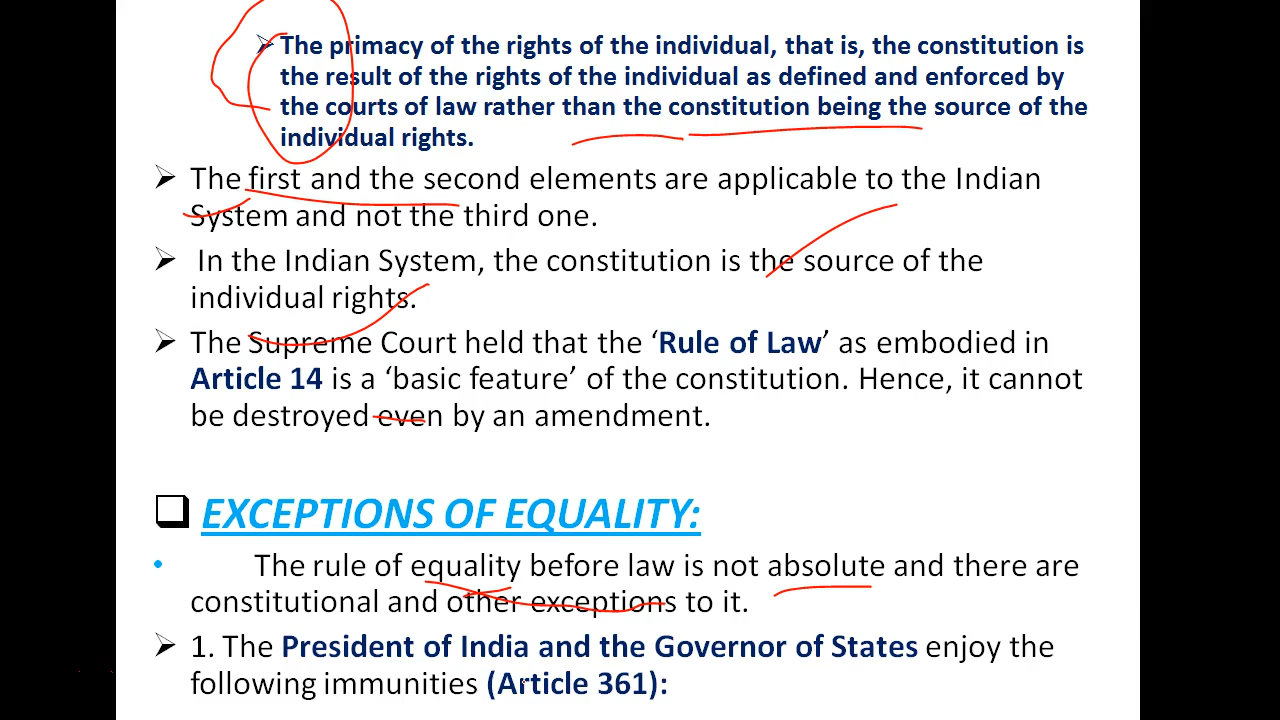 ➢ The primacy of the rights of the individual, that is, the constitution is
the result of the rights of the individual as defined and enforced by
the courts of law rather than the constitution being the source of the
individual rights.
➢ The first and the second elements are applicable to the Indian
System and not the third one.
➢ In the Indian System, the constitution is the source of the
individual rights.
➢ The Supreme Court held that the ‘Rule of Law’ as embodied in
Article 14 is a ‘basic feature’ of the constitution. Hence, it cannot
be destroyed even by an amendment.
❑ EXCEPTIONS OF EQUALITY:
• The rule of equality before law is not absolute and there are
constitutional and other exceptions to it.
➢ 1. The President of India and the Governor of States enjoy the
following immunities (Article 361):